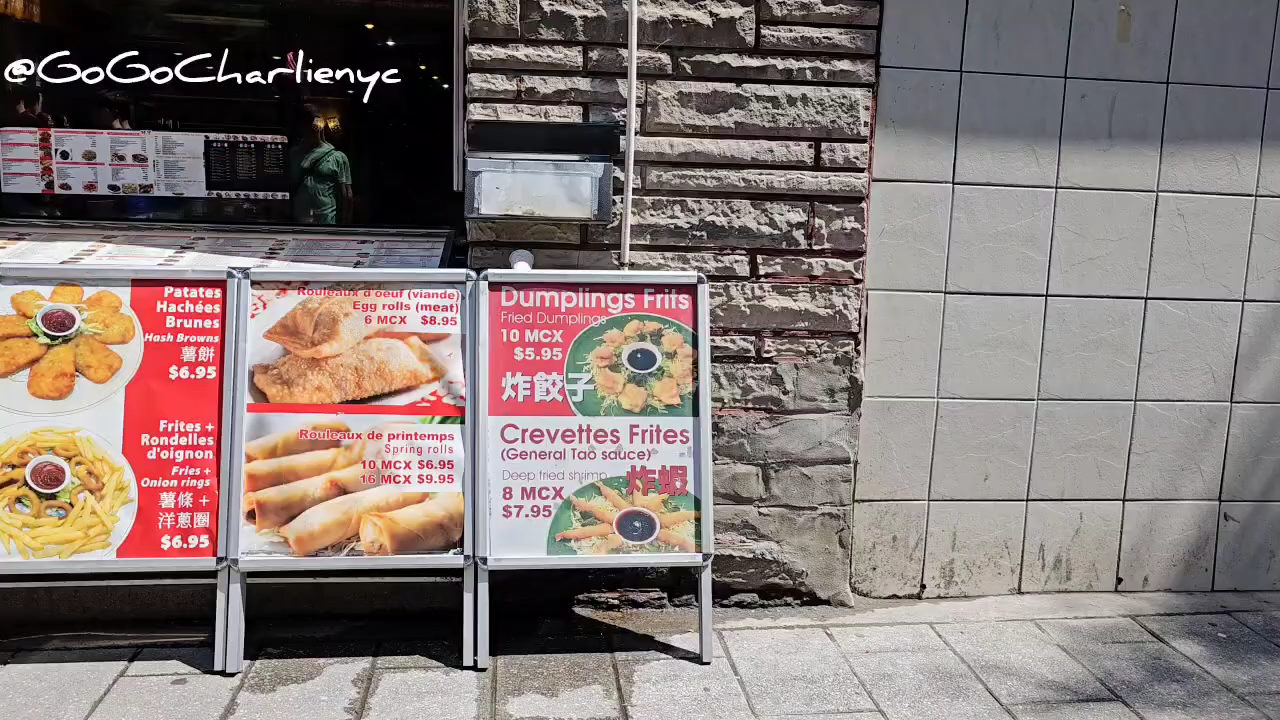 @GoGoCharlienyc
Patates
Hachées
Brunes
Hash Browns
薯餅
$6.95
Frites +
Rondelles
d'oignon
Fries +
Onion rings
薯條 +
洋蔥圈
$6.95
Rouleaux d'oeuf (viande)
Egg rolls (meat)
6 MCX $8.95
Rouleaux de printemps
Spring rolls
10 MCX $6.95
16 MCX $9.95
Dumplings Frits
Fried Dumplings
10 MCX
$5.95
炸餃子
Crevettes Frites
(General Tao sauce)
Deep fried shrimp
炸蝦
8 MCX
$7.95